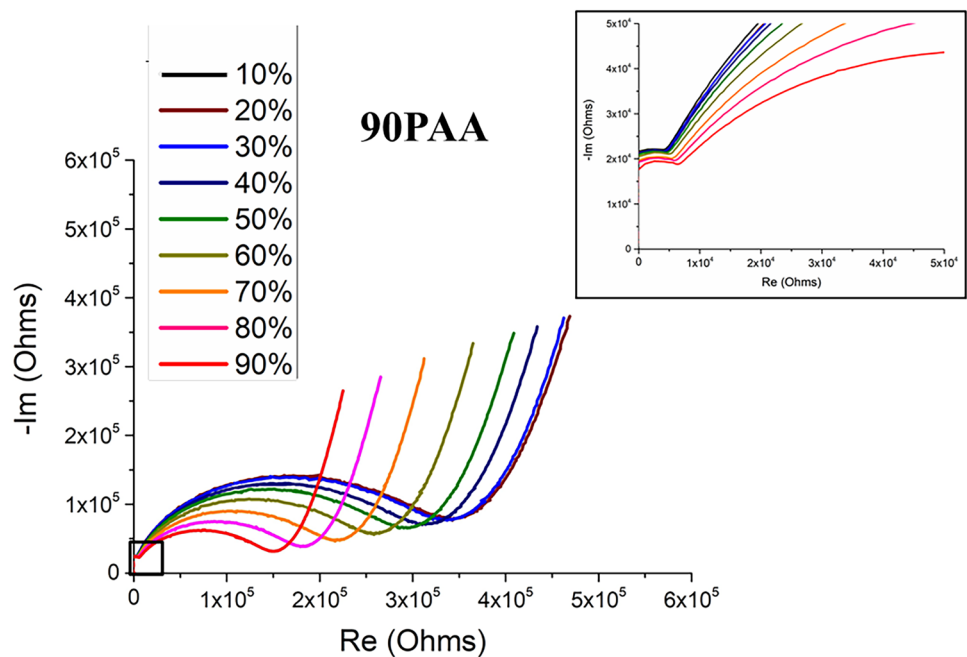 10%
20%
30%
40%
50%
60%
70%
80%
90%
90PAA
6x10⁵
5x10⁵
4x10⁵
3x10⁵
2x10⁵
1x10⁵
0
-Im (Ohms)
0
1x10⁵
2x10⁵
3x10⁵
4x10⁵
5x10⁵
6x10⁵
Re (Ohms)
5x10⁴
4x10⁴
3x10⁴
2x10⁴
1x10⁴
0
-Im (Ohms)
0
1x10⁴
2x10⁴
3x10⁴
4x10⁴
5x10⁴
Re (Ohms)